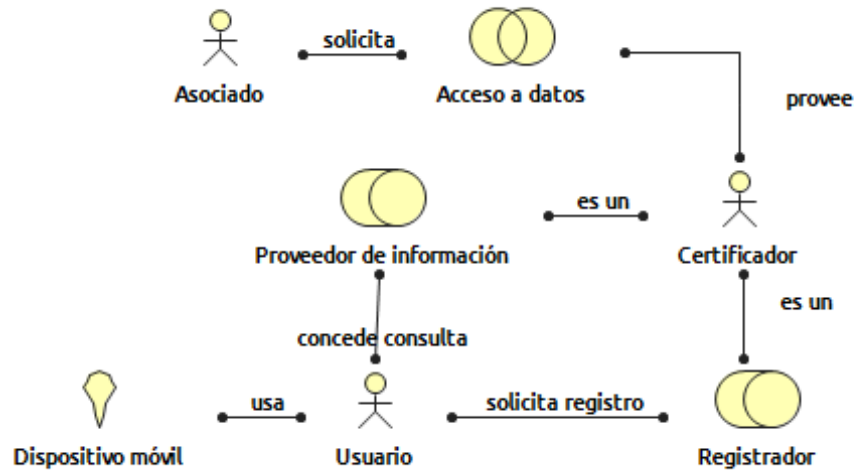 solicita
Asociado
Acceso a datos
provee
es un
Proveedor de información
Certificador
es un
concede consulta
usa
solicita registro
Dispositivo móvil
Usuario
Registrador